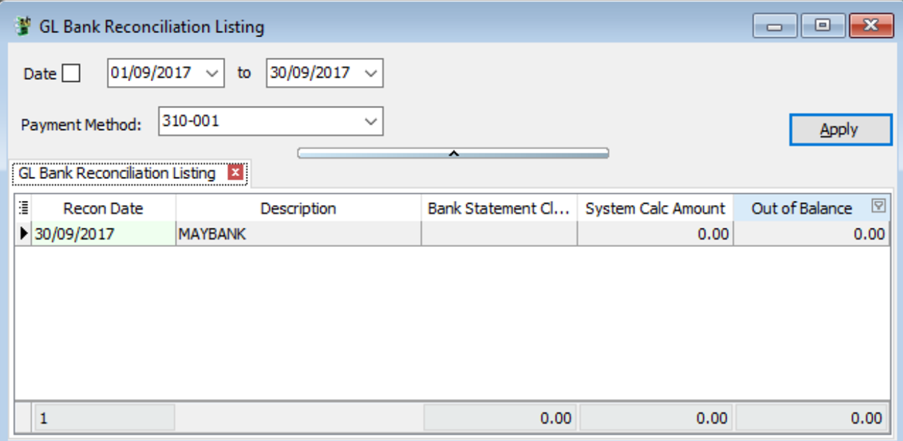 GL Bank Reconciliation Listing
Date 01/09/2017 to 30/09/2017
Payment Method: 310-001
Apply
GL Bank Reconciliation Listing
Recon Date Description Bank Statement Cl... System Calc Amount Out of Balance
30/09/2017 MAYBANK 0.00 0.00
1 0.00 0.00 0.00